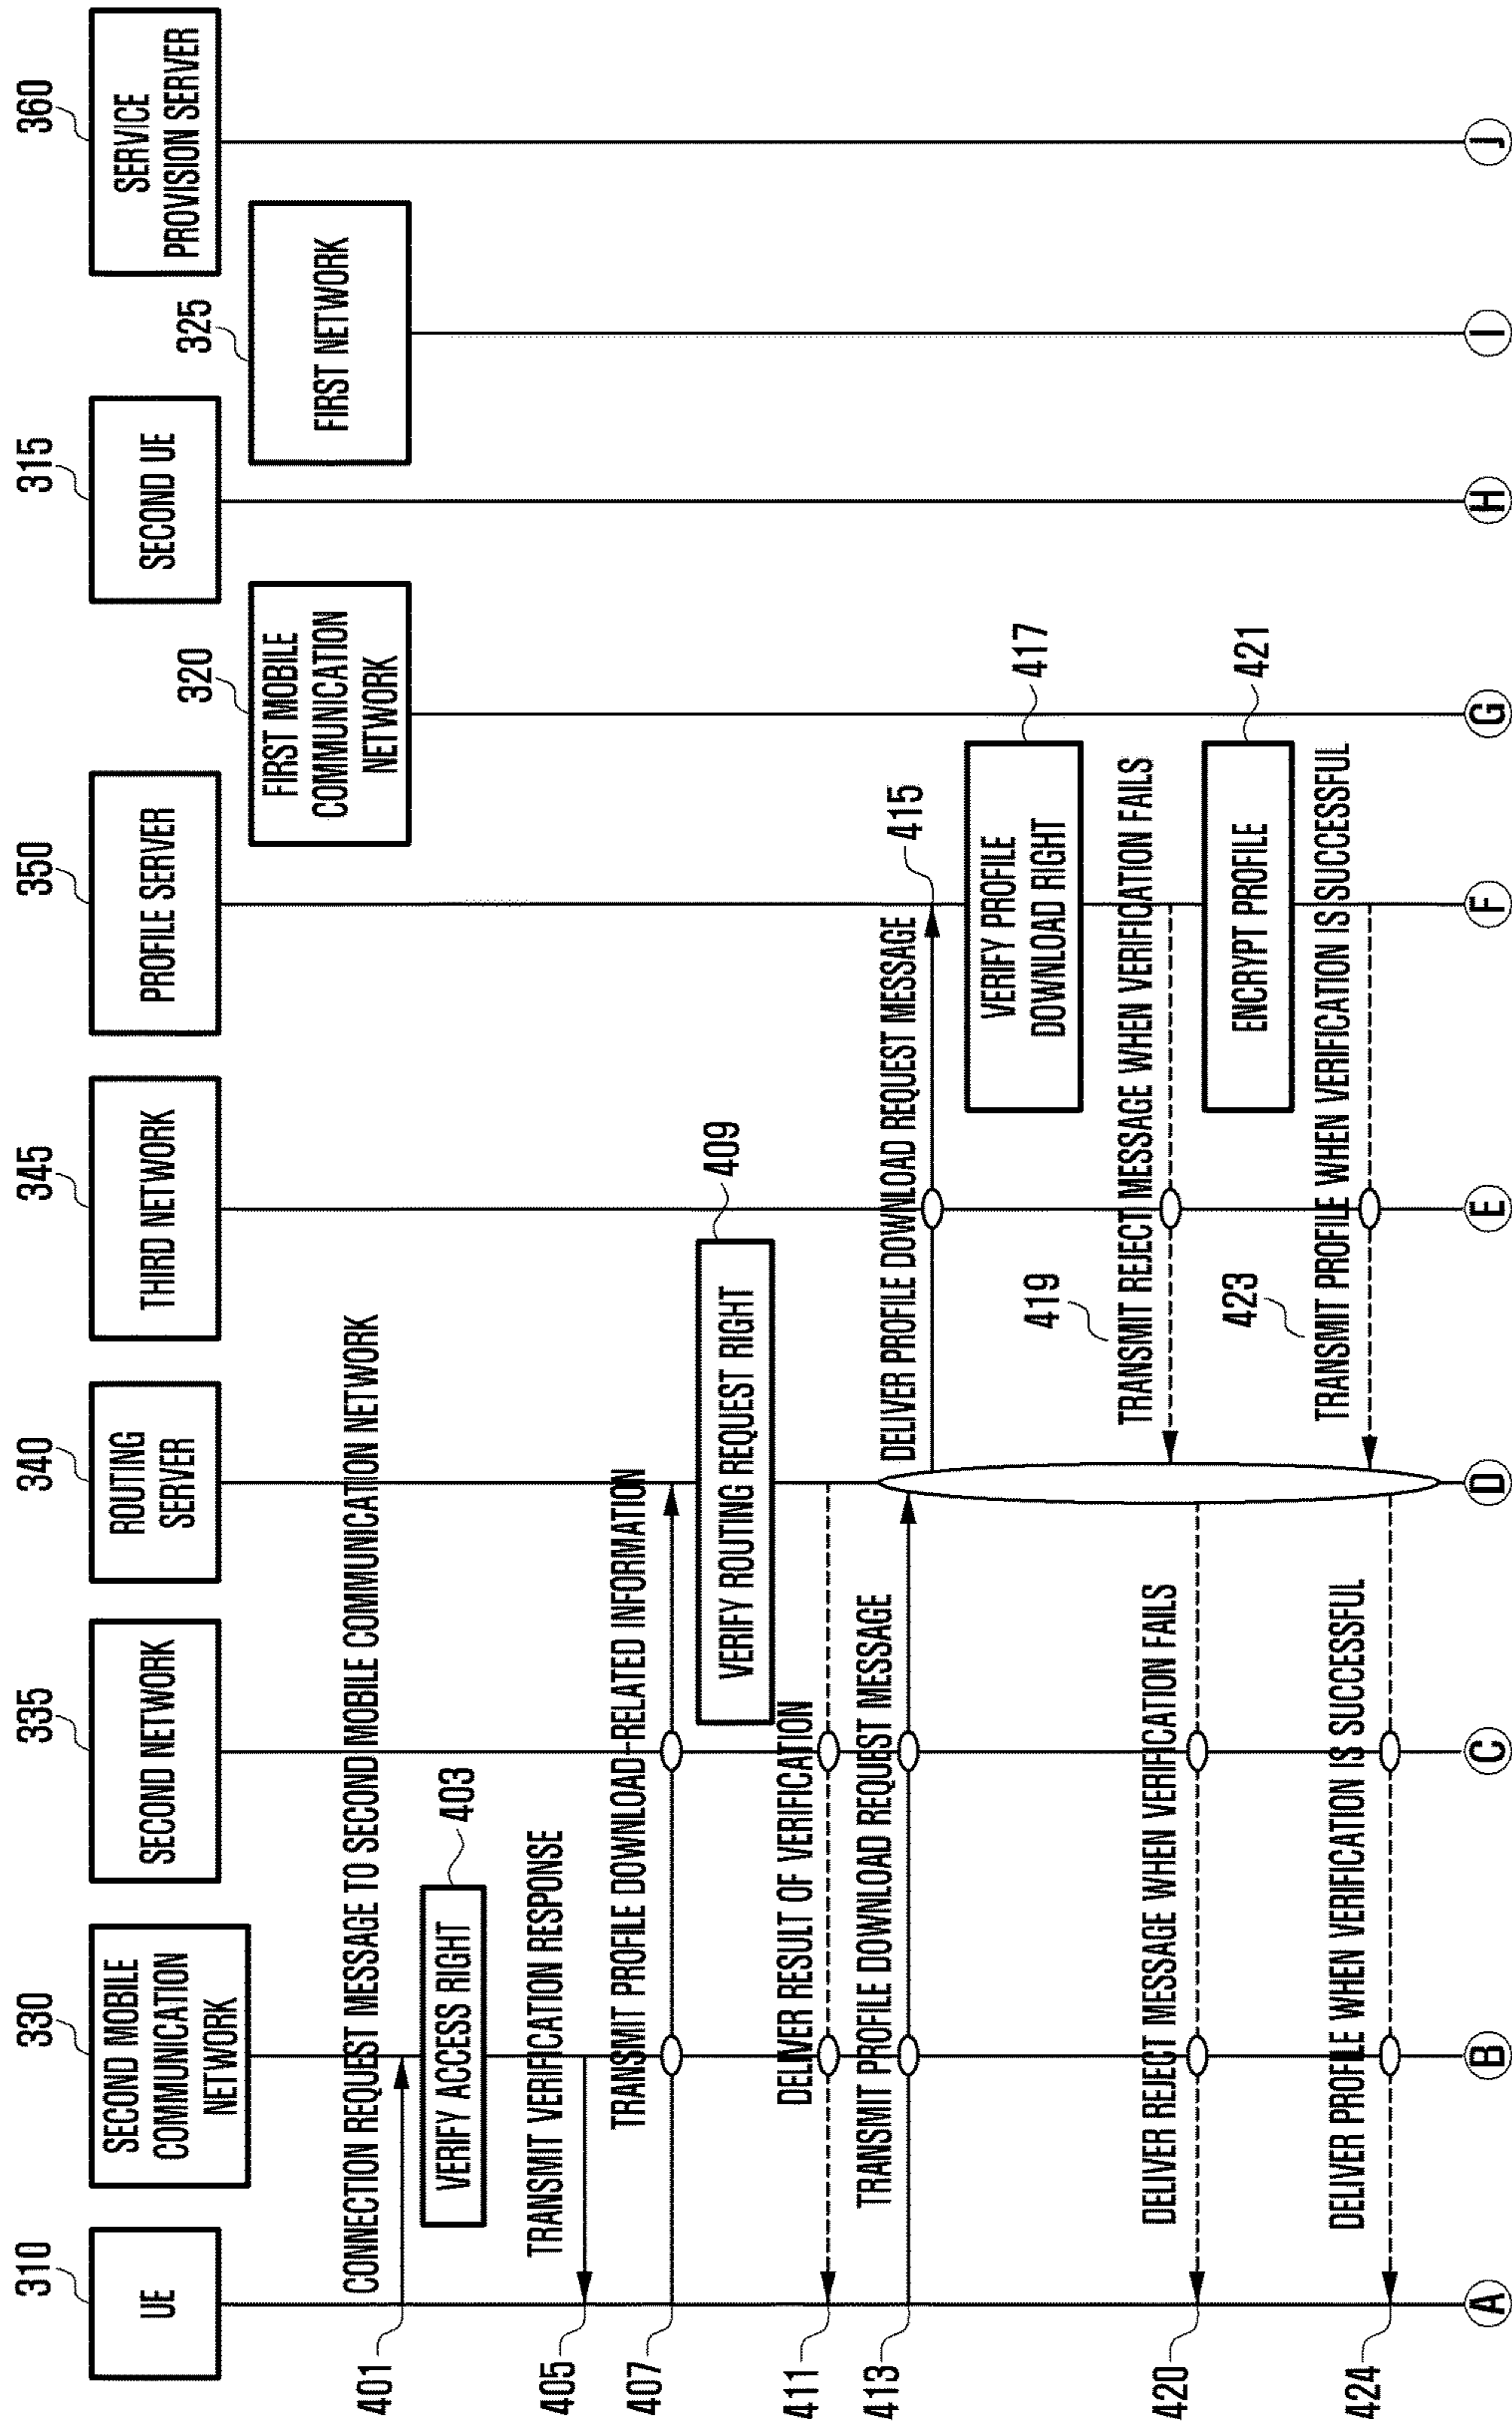 310
UE
330
SECOND MOBILE
COMMUNICATION
NETWORK
335
SECOND NETWORK
340
ROUTING
SERVER
345
THIRD NETWORK
350
PROFILE SERVER
320
FIRST MOBILE
COMMUNICATION
NETWORK
315
SECOND UE
325
FIRST NETWORK
360
SERVICE
PROVISION SERVER
401
CONNECTION REQUEST MESSAGE TO SECOND MOBILE COMMUNICATION NETWORK
403
VERIFY ACCESS RIGHT
405
TRANSMIT VERIFICATION RESPONSE
407
TRANSMIT PROFILE DOWNLOAD-RELATED INFORMATION
409
VERIFY ROUTING REQUEST RIGHT
411
DELIVER RESULT OF VERIFICATION
413
TRANSMIT PROFILE DOWNLOAD REQUEST MESSAGE
DELIVER PROFILE DOWNLOAD REQUEST MESSAGE
415
417
VERIFY PROFILE
DOWNLOAD RIGHT
419
TRANSMIT REJECT MESSAGE WHEN VERIFICATION FAILS
420
DELIVER REJECT MESSAGE WHEN VERIFICATION FAILS
421
ENCRYPT PROFILE
423
TRANSMIT PROFILE WHEN VERIFICATION IS SUCCESSFUL
424
DELIVER PROFILE WHEN VERIFICATION IS SUCCESSFUL
A
B
C
D
E
F
G
H
I
J